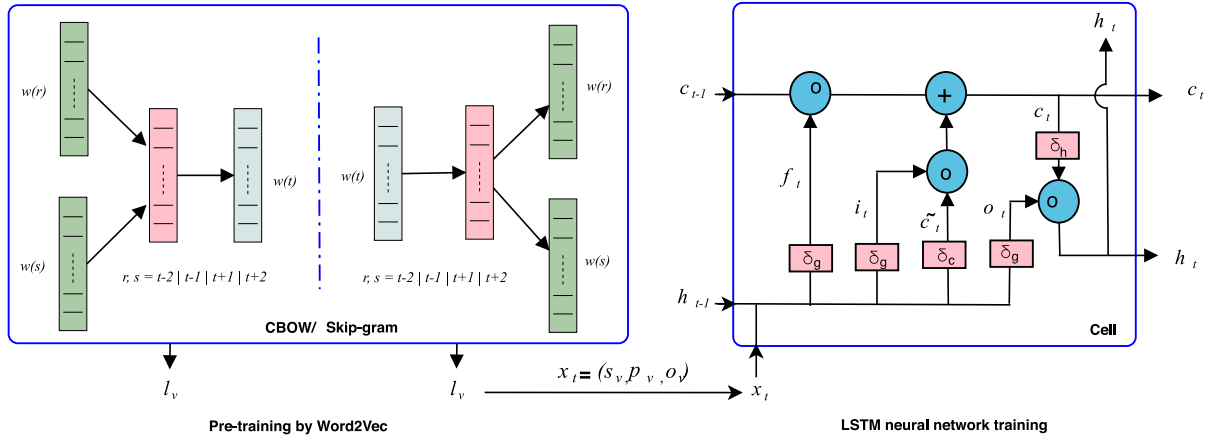 w(r)
w(s)
w(t)
r, s = t-2 | t-1 | t+1 | t+2
w(t)
w(r)
w(s)
r, s = t-2 | t-1 | t+1 | t+2
CBOW/ Skip-gram
l_v
l_v
Pre-training by Word2Vec
x_t = (s_v, p_v, o_v)
x_t
h_t
c_{t-1}
o
+
c_t
c_t
δ_h
f_t
o
i_t
c̃_t
o_t
o
δ_g
δ_g
δ_c
δ_g
h_t
h_{t-1}
Cell
LSTM neural network training